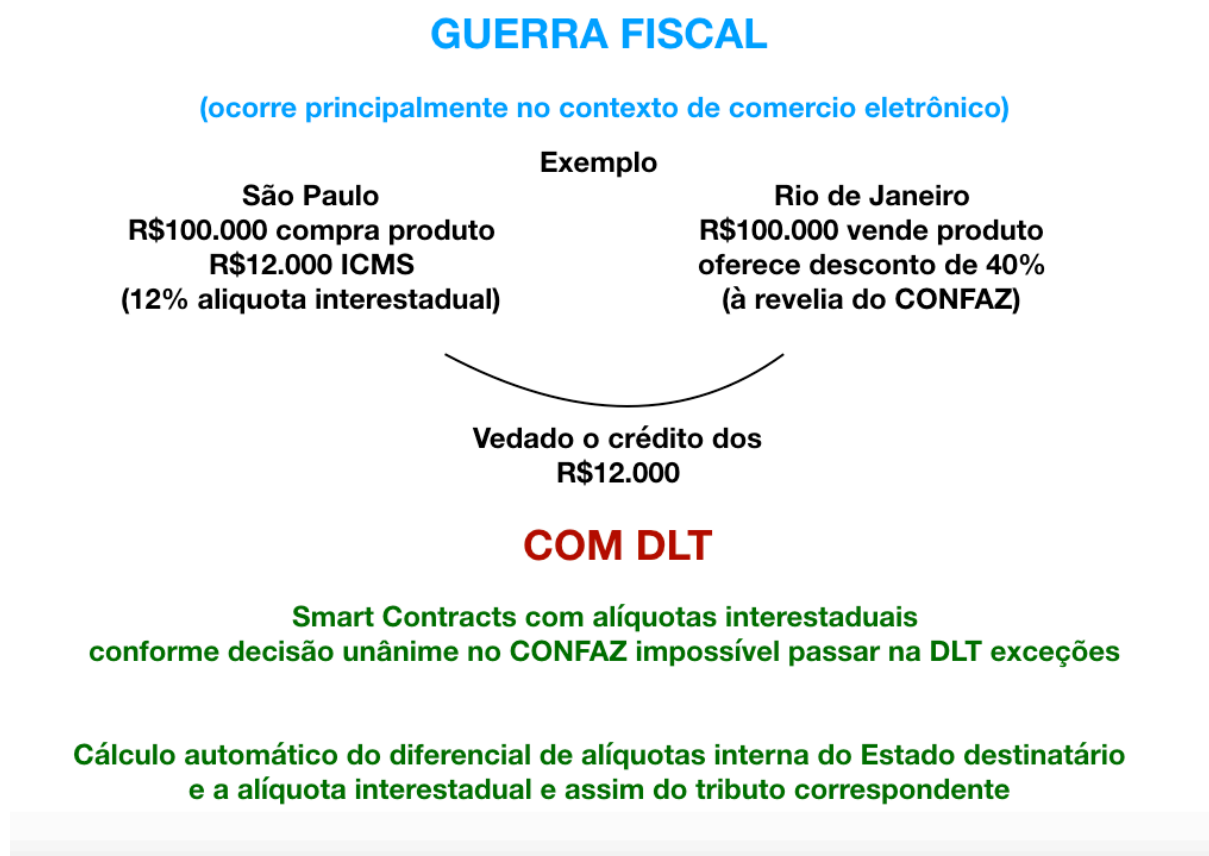 GUERRA FISCAL
(ocorre principalmente no contexto de comercio eletrônico)
Exemplo
São Paulo
R$100.000 compra produto
R$12.000 ICMS
(12% aliquota interestadual)
Rio de Janeiro
R$100.000 vende produto
oferece desconto de 40%
(à revelia do CONFAZ)
Vedado o crédito dos
R$12.000
COM DLT
Smart Contracts com alíquotas interestaduais
conforme decisão unânime no CONFAZ impossível passar na DLT exceções
Cálculo automático do diferencial de alíquotas interna do Estado destinatário
e a alíquota interestadual e assim do tributo correspondente